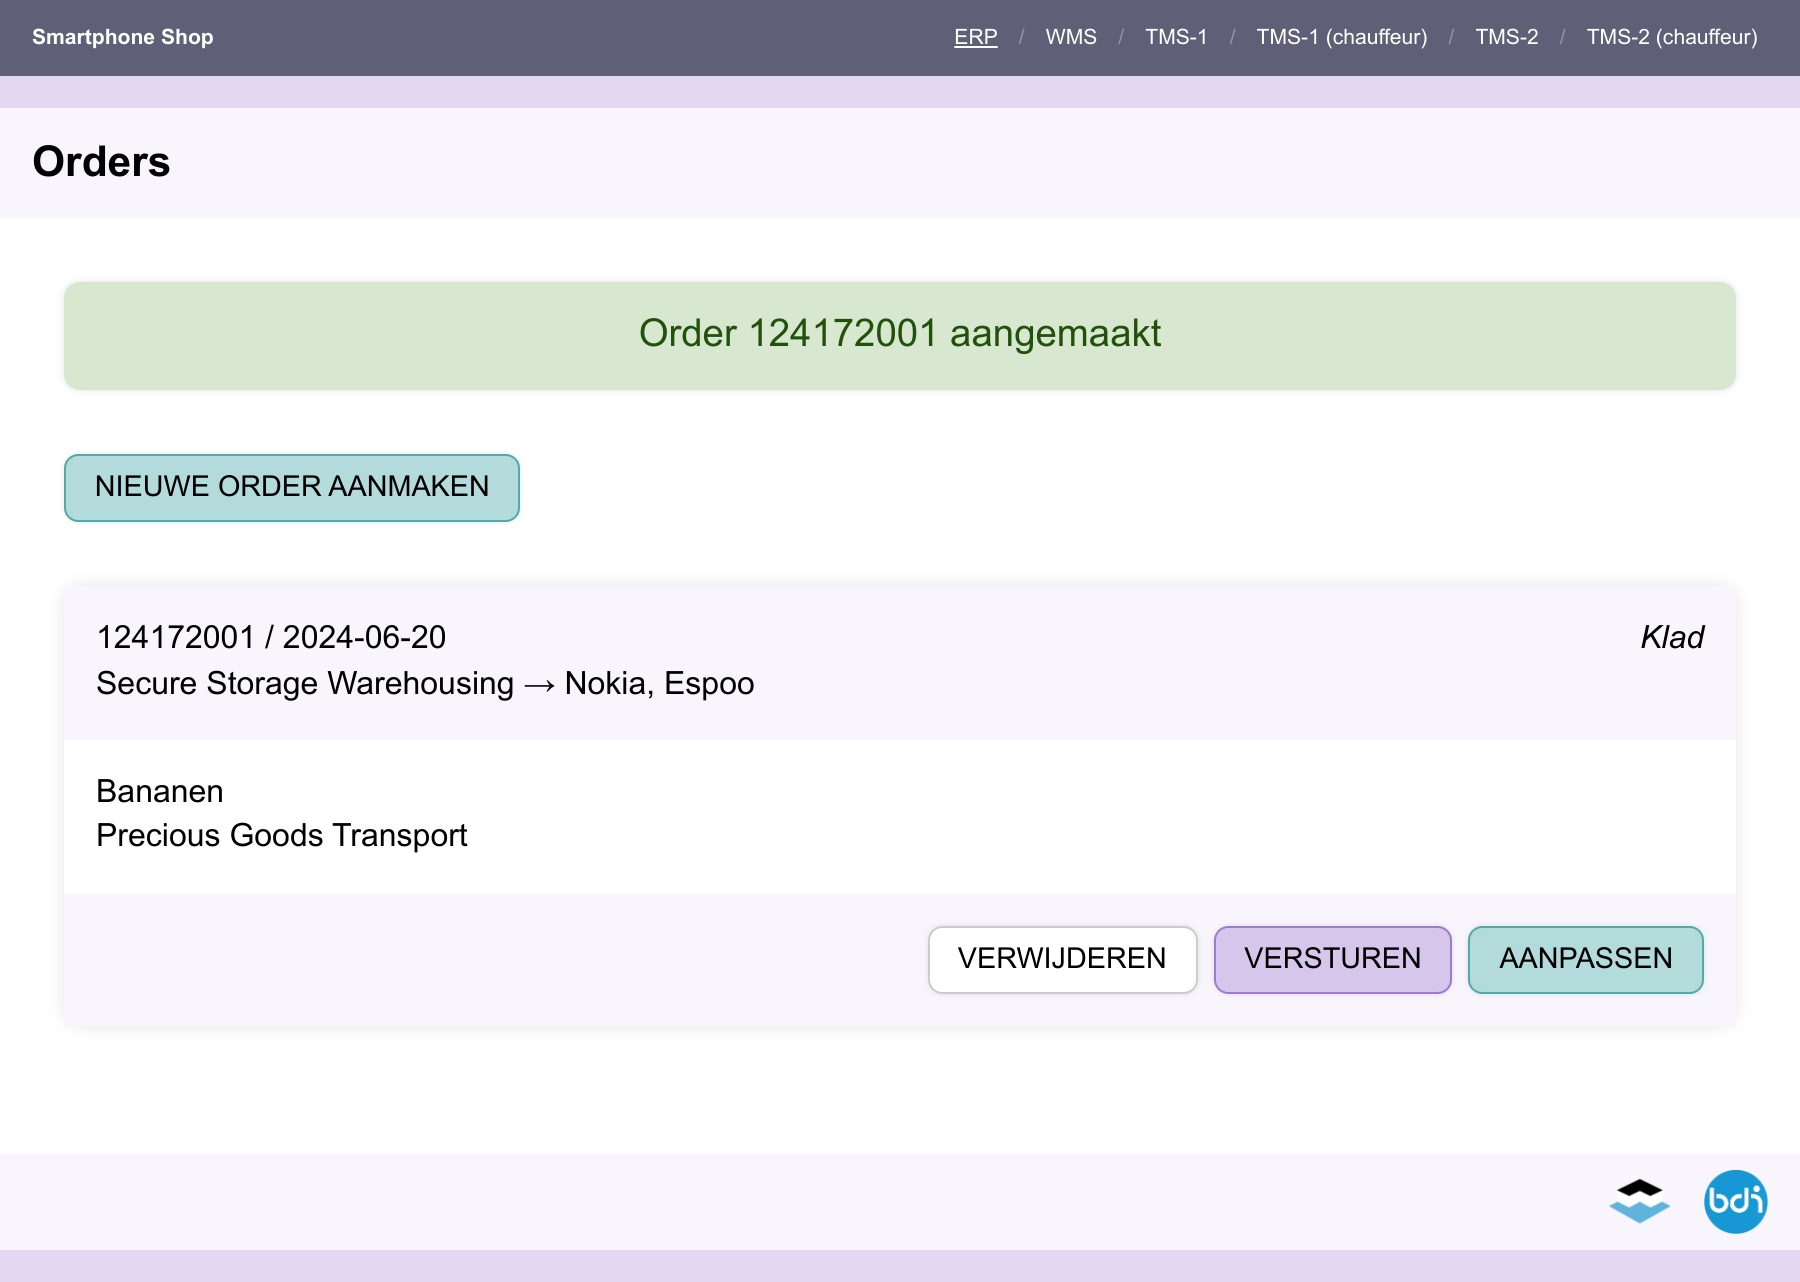 Smartphone Shop
ERP / WMS / TMS-1 / TMS-1 (chauffeur) / TMS-2 / TMS-2 (chauffeur)
Orders
Order 124172001 aangemaakt
NIEUWE ORDER AANMAKEN
124172001 / 2024-06-20
Klad
Secure Storage Warehousing → Nokia, Espoo
Bananen
Precious Goods Transport
VERWIJDEREN
VERSTUREN
AANPASSEN
bdi